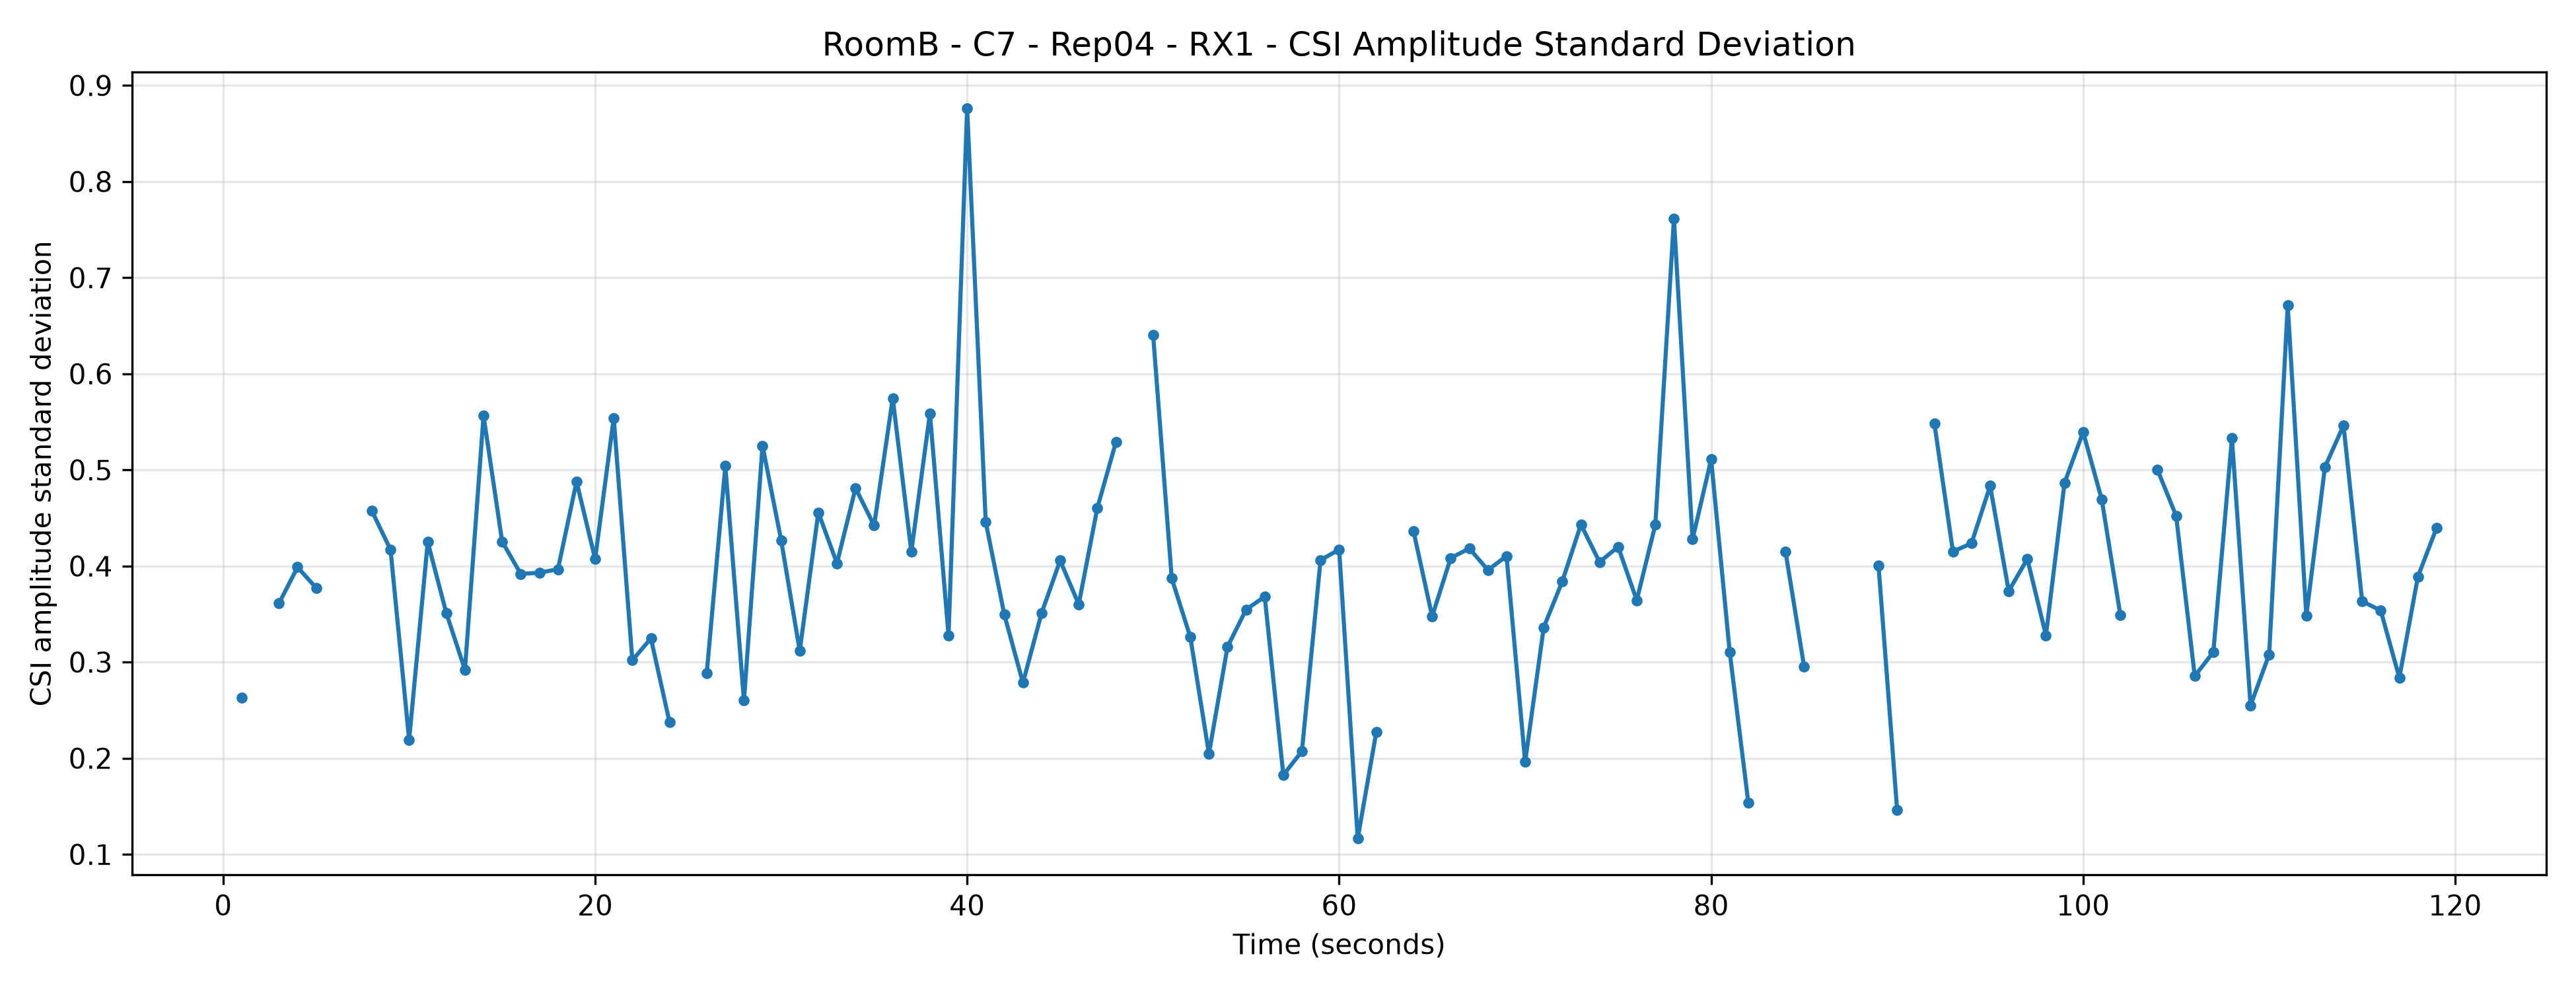 RoomB - C7 - Rep04 - RX1 - CSI Amplitude Standard Deviation
0.9
0.8
0.7
0.6
0.5
0.4
0.3
0.2
0.1
CSI amplitude standard deviation
0 20 40 60 80 100 120
Time (seconds)